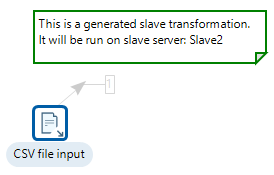 This is a generated slave transformation.
It will be run on slave server: Slave2
1
CSV file input